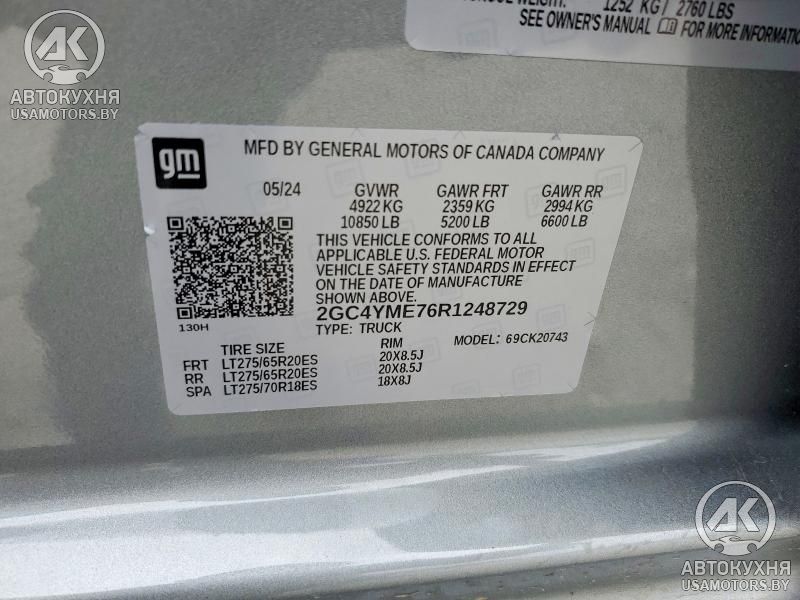 1252 KG/ 2760 LBS
SEE OWNER'S MANUAL FOR MORE INFORMATION
AK
АВТОКУХНЯ
USAMOTORS.BY
gm
MFD BY GENERAL MOTORS OF CANADA COMPANY
05/24 GVWR GAWR FRT GAWR RR
4922 KG 2359 KG 2994 KG
10850 LB 5200 LB 6600 LB
THIS VEHICLE CONFORMS TO ALL
APPLICABLE U.S. FEDERAL MOTOR
VEHICLE SAFETY STANDARDS IN EFFECT
ON THE DATE OF MANUFACTURE
SHOWN ABOVE.
2GC4YME76R1248729
130H
TYPE: TRUCK MODEL: 69CK20743
TIRE SIZE RIM
FRT LT275/65R20ES 20X8.5J
RR LT275/65R20ES 20X8.5J
SPA LT275/70R18ES 18X8J
AK
АВТОКУХНЯ
USAMOTORS.BY